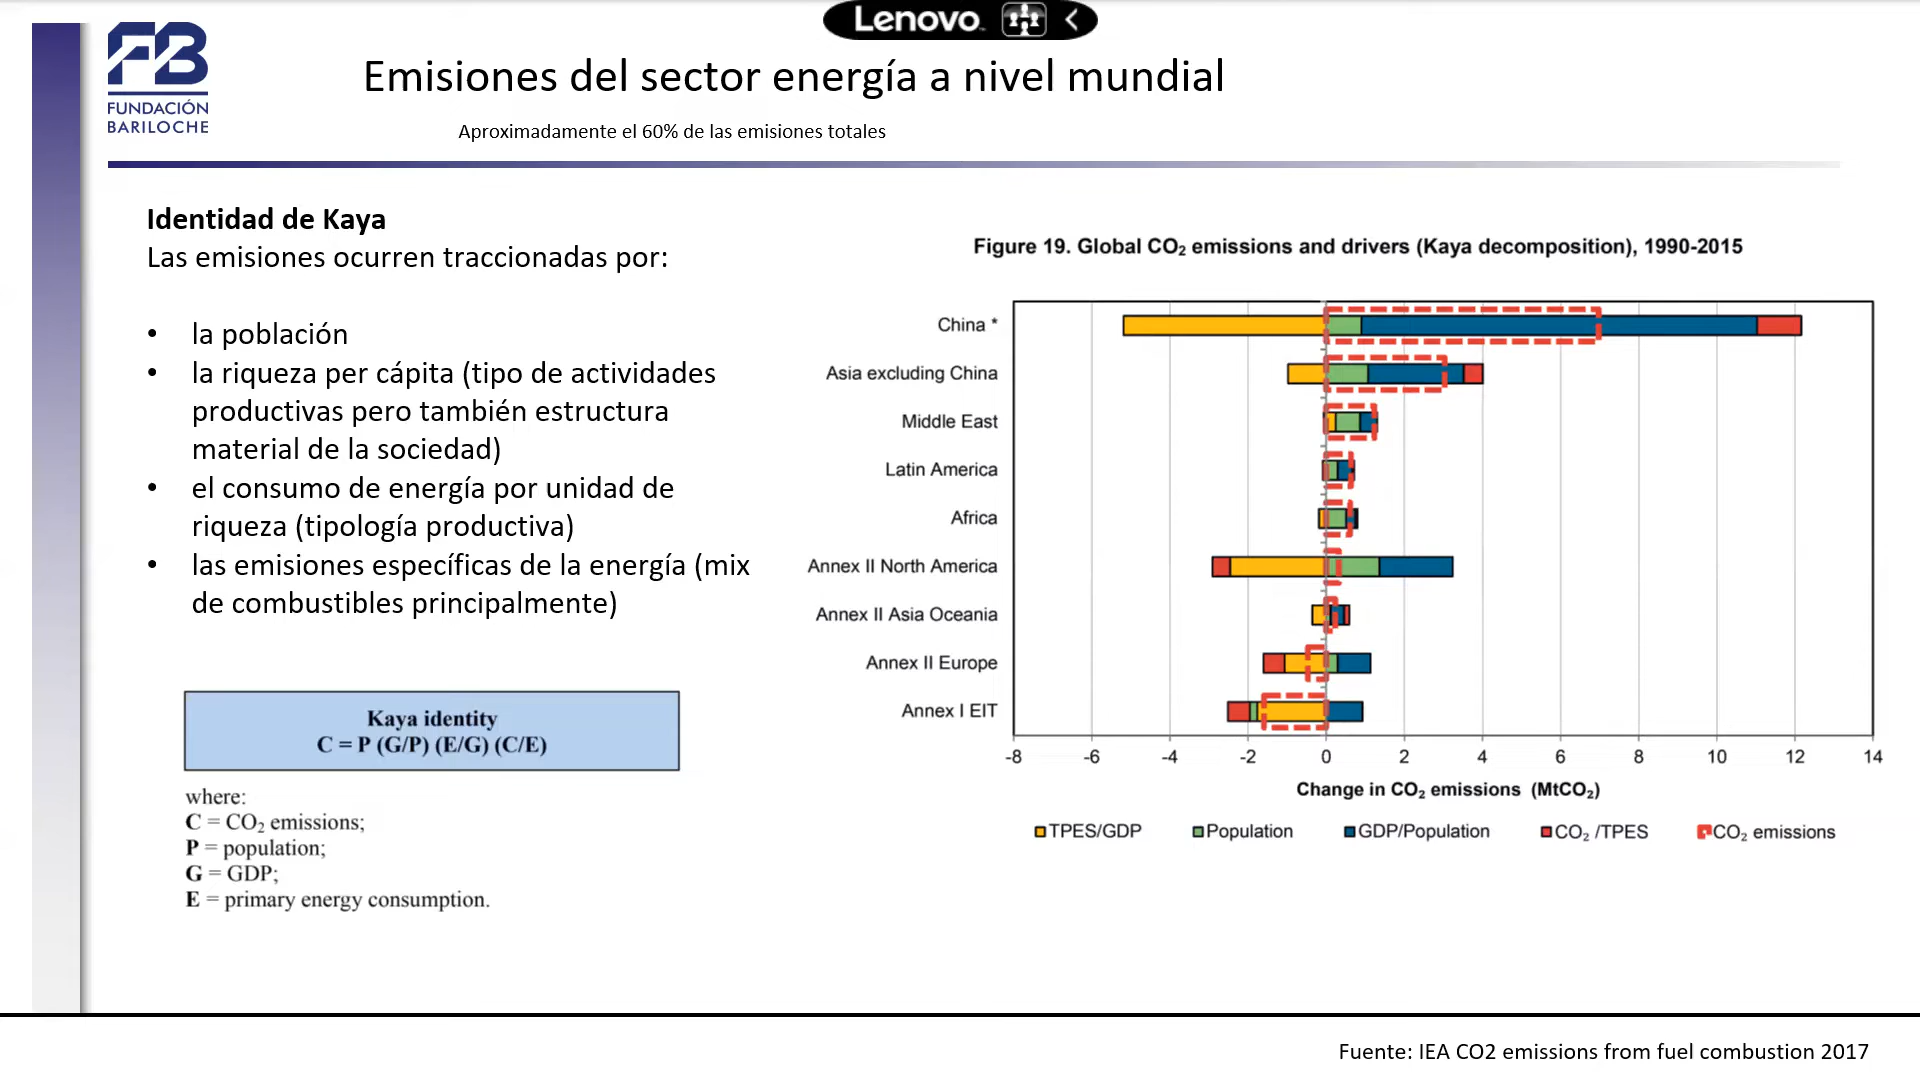 Lenovo
FB
FUNDACIÓN
BARILOCHE
Emisiones del sector energía a nivel mundial
Aproximadamente el 60% de las emisiones totales
Identidad de Kaya
Las emisiones ocurren traccionadas por:
• la población
• la riqueza per cápita (tipo de actividades
productivas pero también estructura
material de la sociedad)
• el consumo de energía por unidad de
riqueza (tipología productiva)
• las emisiones específicas de la energía (mix
de combustibles principalmente)
Kaya identity
C = P (G/P) (E/G) (C/E)
where:
C = CO₂ emissions;
P = population;
G = GDP;
E = primary energy consumption.
Figure 19. Global CO₂ emissions and drivers (Kaya decomposition), 1990-2015
China *
Asia excluding China
Middle East
Latin America
Africa
Annex II North America
Annex II Asia Oceania
Annex II Europe
Annex I EIT
-8 -6 -4 -2 0 2 4 6 8 10 12 14
Change in CO₂ emissions (MtCO₂)
TPES/GDP Population GDP/Population CO₂ /TPES CO₂ emissions
Fuente: IEA CO2 emissions from fuel combustion 2017